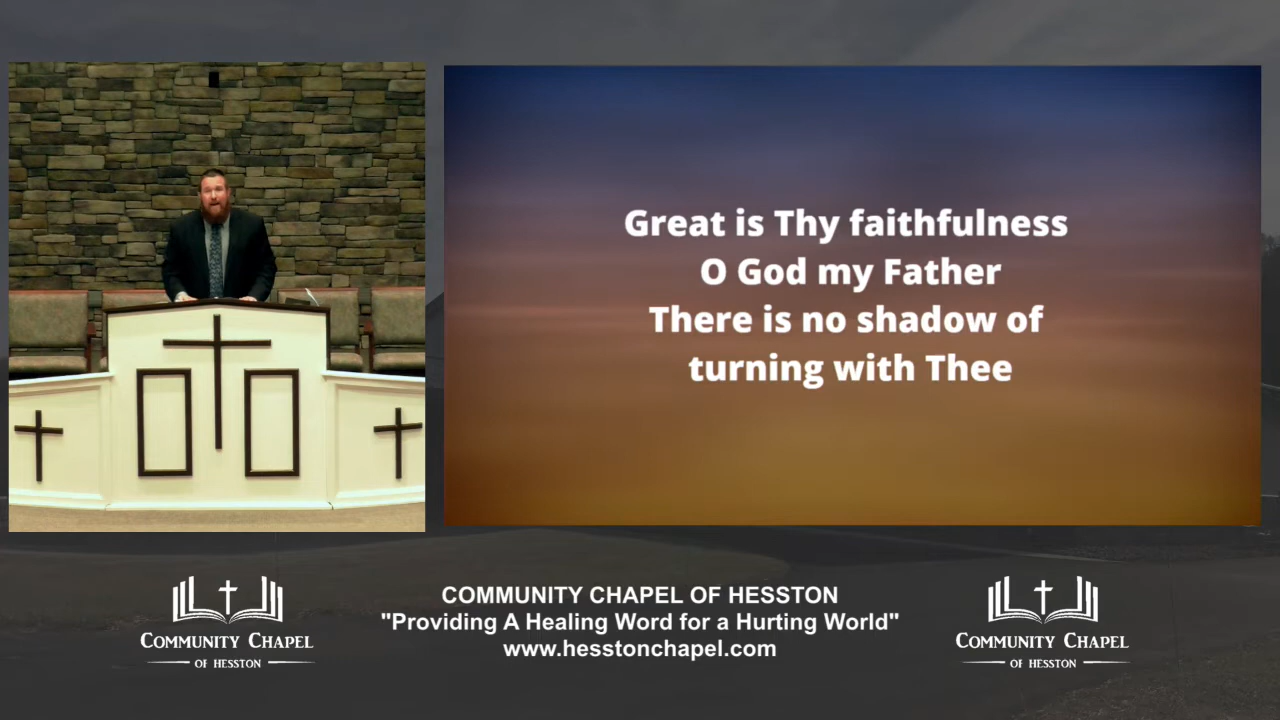 Great is Thy faithfulness
O God my Father
There is no shadow of
turning with Thee
COMMUNITY CHAPEL
OF HESSTON
COMMUNITY CHAPEL OF HESSTON
"Providing A Healing Word for a Hurting World"
www.hesstonchapel.com
COMMUNITY CHAPEL
OF HESSTON